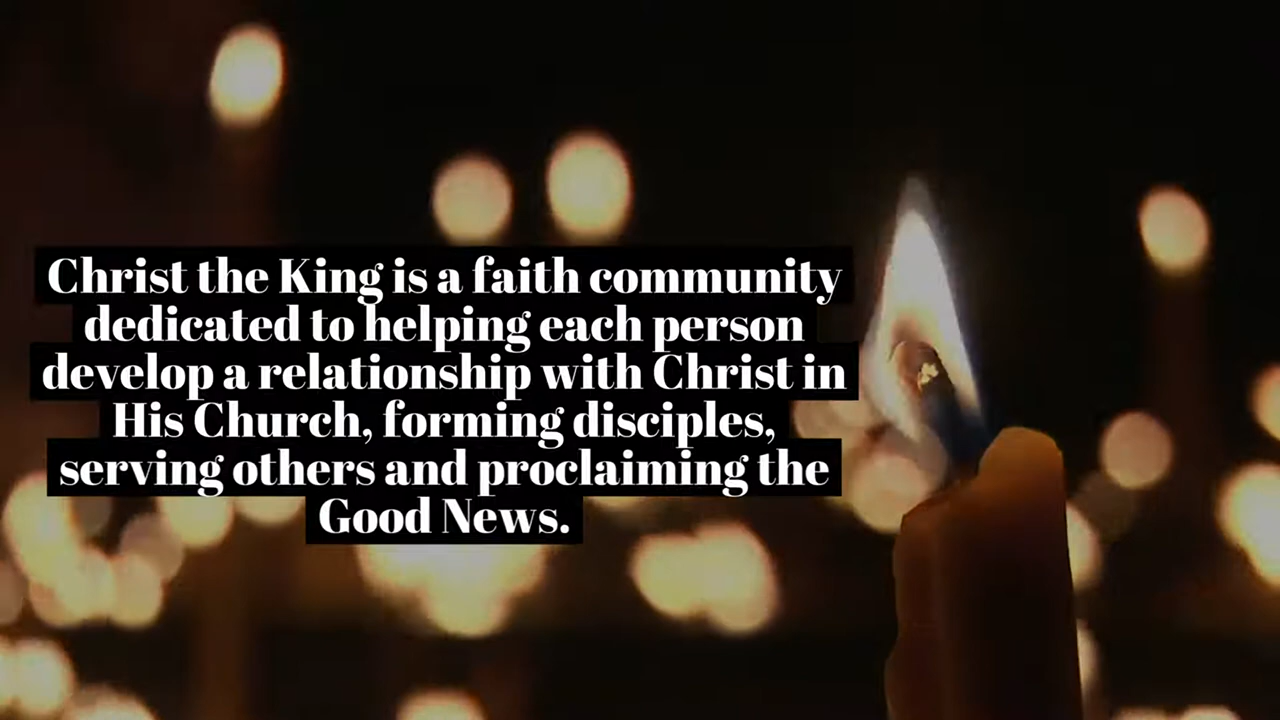 Christ the King is a faith community
dedicated to helping each person
develop a relationship with Christ in
His Church, forming disciples,
serving others and proclaiming the
Good News.